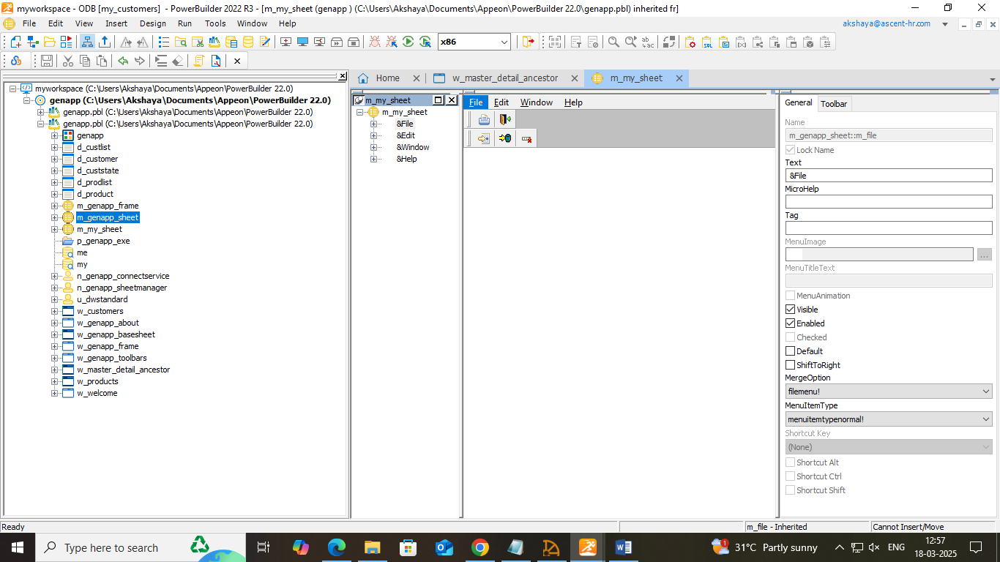 myworkspace - ODB [my_customers]  - PowerBuilder 2022 R3 - [m_my_sheet (genapp ) (C:\Users\Akshaya\Documents\Appeon\PowerBuilder 22.0\genapp.pbl) inherited fr]
File Edit View Insert Design Run Tools Window Help akshaya@ascent-hr.com
x86
SQL
Home w_master_detail_ancestor m_my_sheet
myworkspace (C:\Users\Akshaya\Documents\Appeon\PowerBuilder 22.0)
genapp (C:\Users\Akshaya\Documents\Appeon\PowerBuilder 22.0)
genapp.pbl (C:\Users\Akshaya\Documents\Appeon\PowerBuilder 22.0)
genapp.pbl (C:\Users\Akshaya\Documents\Appeon\PowerBuilder 22.0)
genapp
d_custlist
d_customer
d_custstate
d_prodlist
d_product
m_genapp_frame
m_genapp_sheet
m_my_sheet
p_genapp_exe
me
my
n_genapp_connectservice
n_genapp_sheetmanager
u_dwstandard
w_customers
w_genapp_about
w_genapp_basesheet
w_genapp_frame
w_genapp_toolbars
w_master_detail_ancestor
w_products
w_welcome
m_my_sheet
m_my_sheet
&File
&Edit
&Window
&Help
File Edit Window Help
General Toolbar
Name
m_genapp_sheet::m_file
Lock Name
Text
&File
MicroHelp
Tag
MenuImage
...
MenuTitleText
MenuAnimation
Visible
Enabled
Checked
Default
ShiftToRight
MergeOption
filemenu!
MenuItemType
menuitemtypenormal!
Shortcut Key
(None)
Shortcut Alt
Shortcut Ctrl
Shortcut Shift
Ready m_file - Inherited Cannot Insert/Move
Type here to search 1 31°C Partly sunny ENG 12:57
18-03-2025